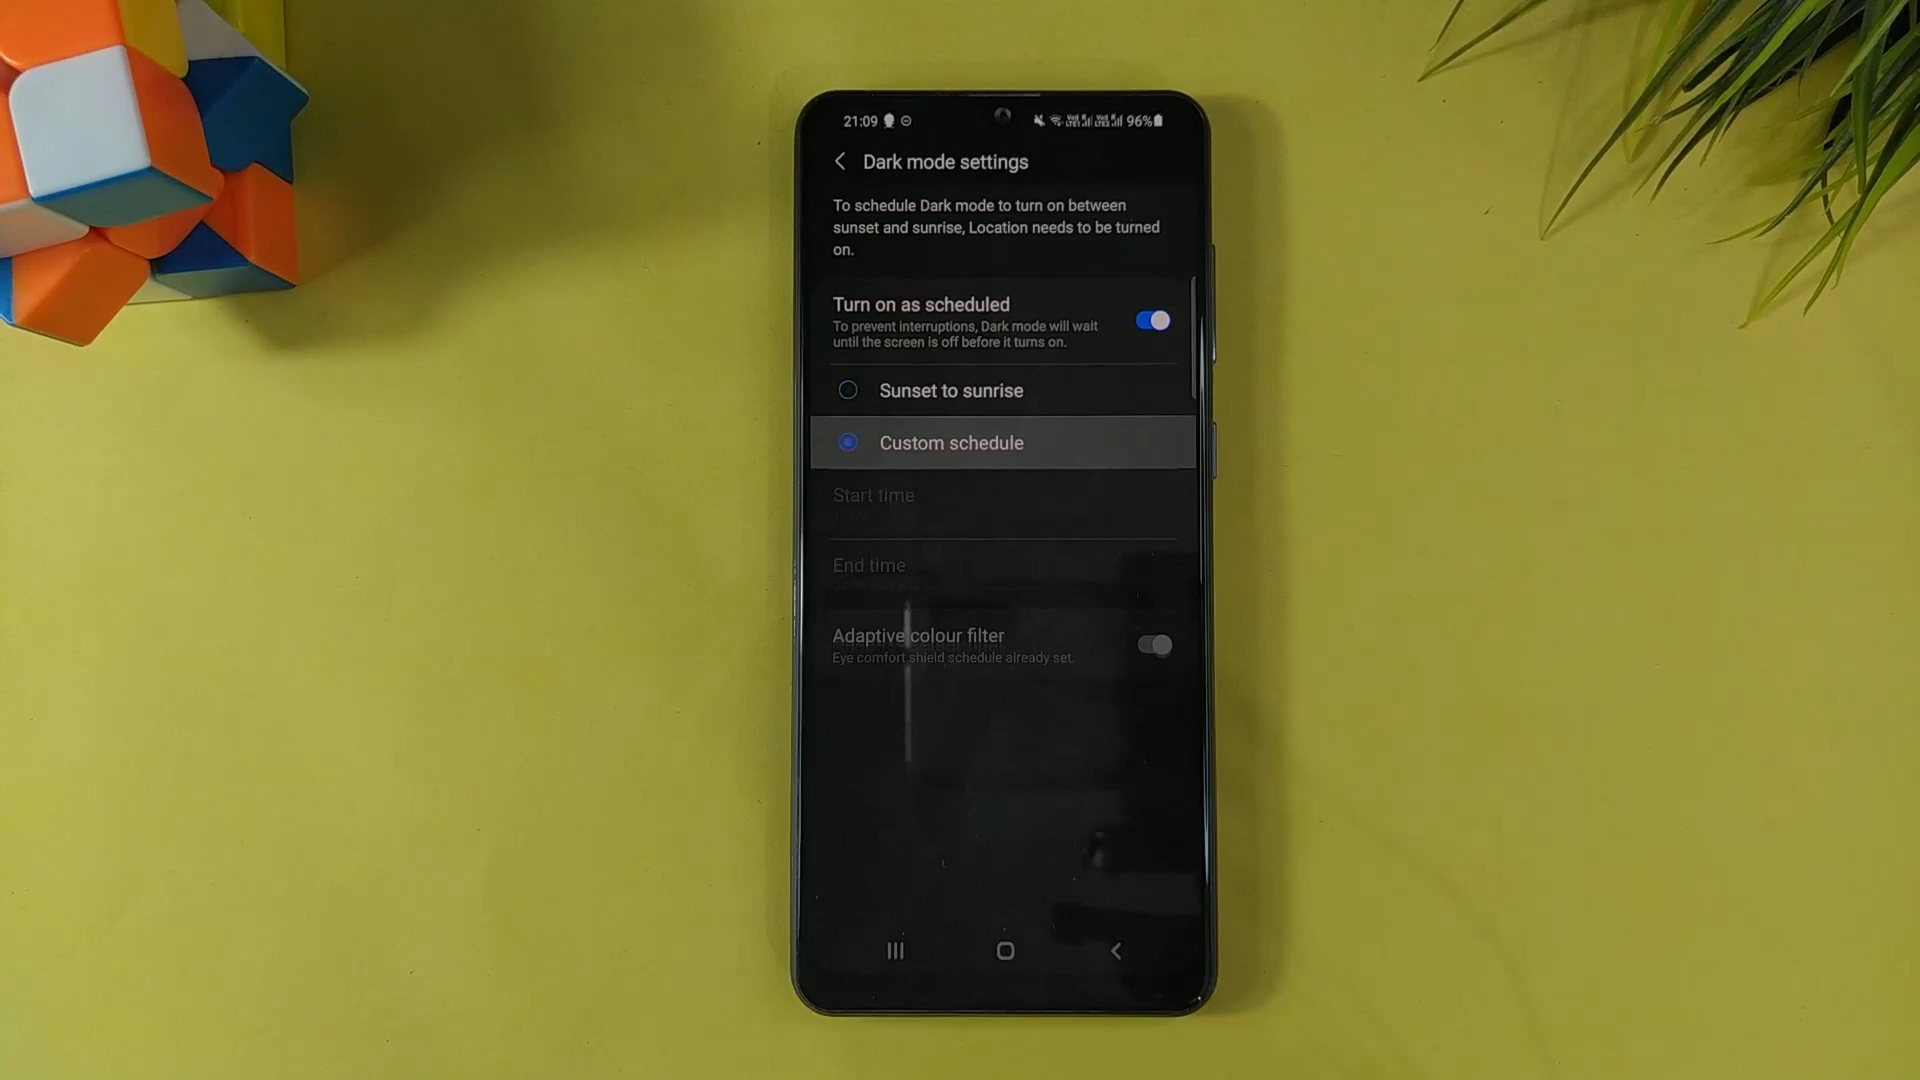 21:09
96%
Dark mode settings
To schedule Dark mode to turn on between
sunset and sunrise, Location needs to be turned
on.
Turn on as scheduled
To prevent interruptions, Dark mode will wait
until the screen is off before it turns on.
Sunset to sunrise
Custom schedule
Start time
End time
Adaptive colour filter
Eye comfort shield schedule already set.